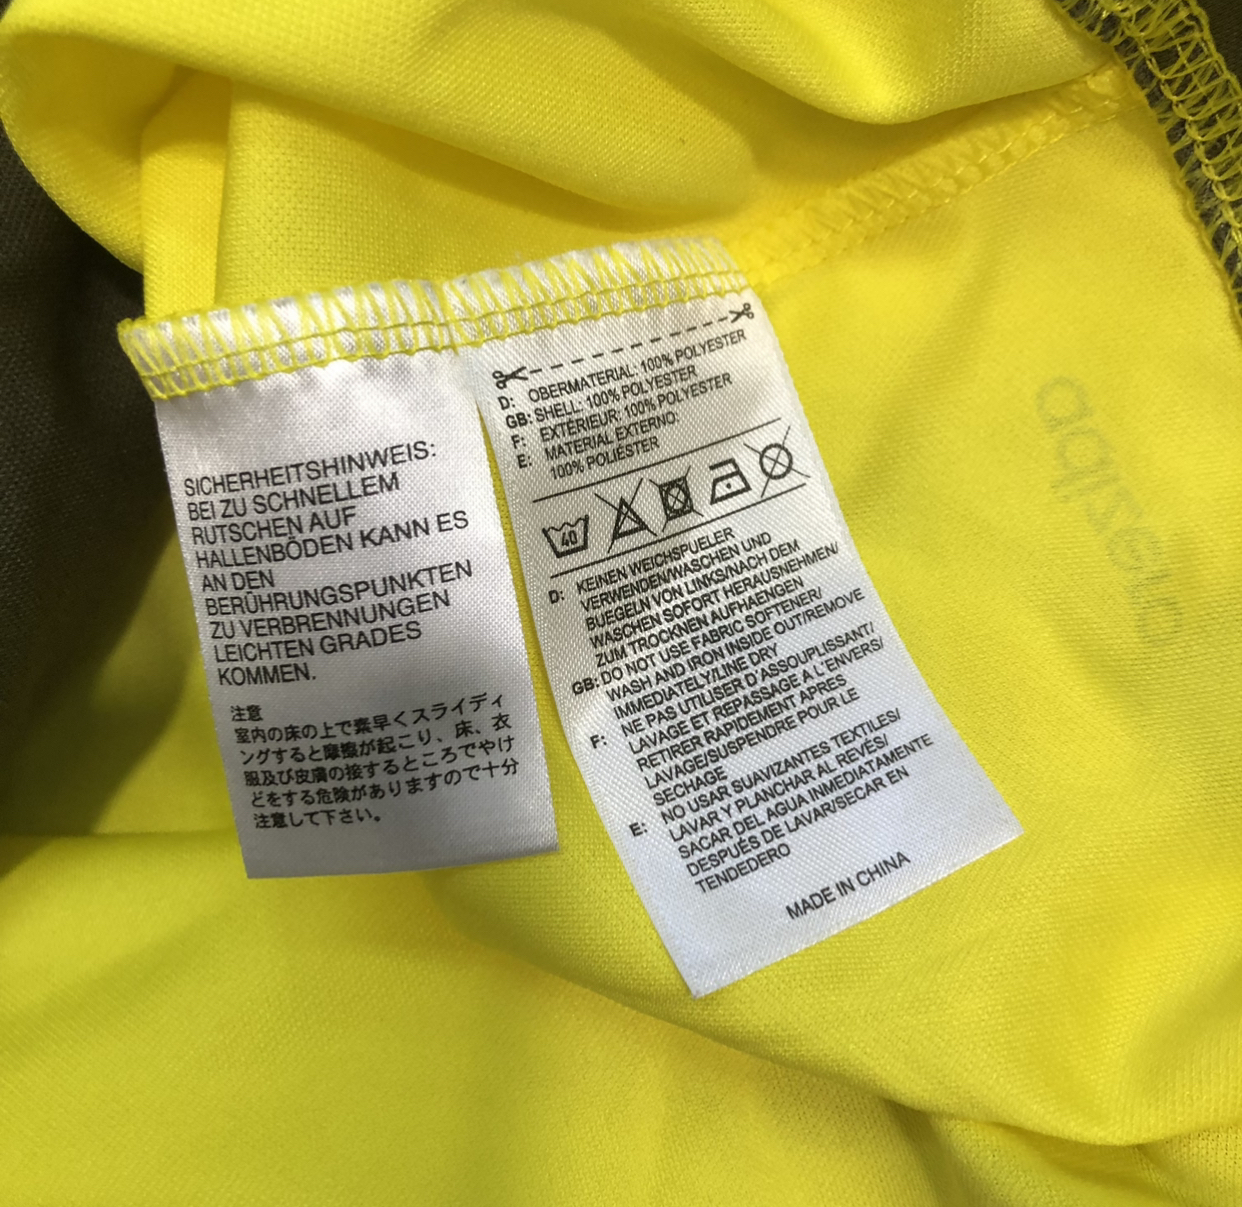 SICHERHEITSHINWEIS:
BEI ZU SCHNELLEM
RUTSCHEN AUF
HALLENBÖDEN KANN ES
AN DEN
BERÜHRUNGSPUNKTEN
ZU VERBRENNUNGEN
LEICHTEN GRADES
KOMMEN.
注意
室内の床の上で素早くスライディ
ングすると摩擦が起こり、床、衣
服及び皮膚の接するところでやけ
どをする危険がありますので十分
注意して下さい。
D: OBERMATERIAL: 100% POLYESTER
GB: SHELL: 100% POLYESTER
F: EXTÉRIEUR: 100% POLYESTER
E: MATERIAL EXTERNO:
100% POLIÉSTER
40
D: KEINEN WEICHSPUELER
VERWENDEN/WASCHEN UND
BUEGELN VON LINKS/NACH DEM
WASCHEN SOFORT HERAUSNEHMEN/
ZUM TROCKNEN AUFHAENGEN
GB: DO NOT USE FABRIC SOFTENER/
WASH AND IRON INSIDE OUT/REMOVE
IMMEDIATELY/LINE DRY
F: NE PAS UTILISER D'ASSOUPLISSANT/
LAVAGE ET REPASSAGE A L'ENVERS/
RETIRER RAPIDEMENT APRES
LAVAGE/SUSPENDRE POUR LE
SECHAGE
E: NO USAR SUAVIZANTES TEXTILES/
LAVAR Y PLANCHAR AL REVÉS/
SACAR DEL AGUA INMEDIATAMENTE
DESPUÉS DE LAVAR/SECAR EN
TENDEDERO
MADE IN CHINA
adizero